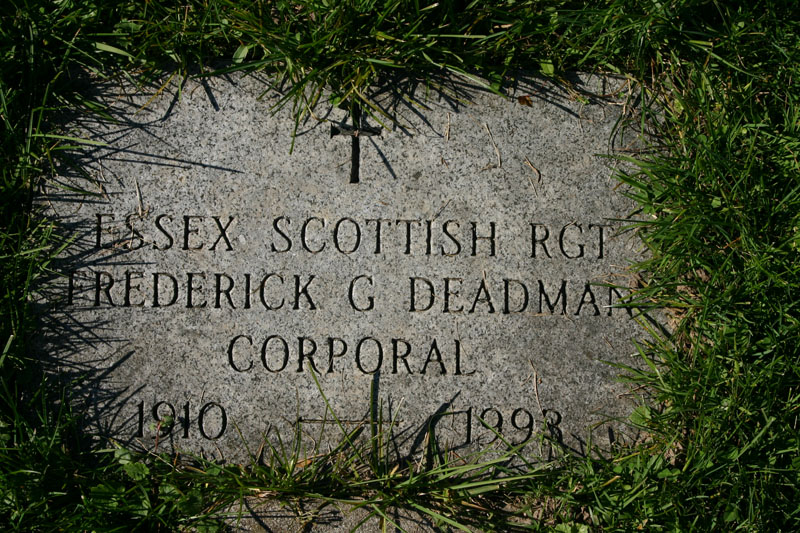 ESSEX SCOTTISH RGT
FREDERICK G DEADMAN
CORPORAL
1910 — 1993